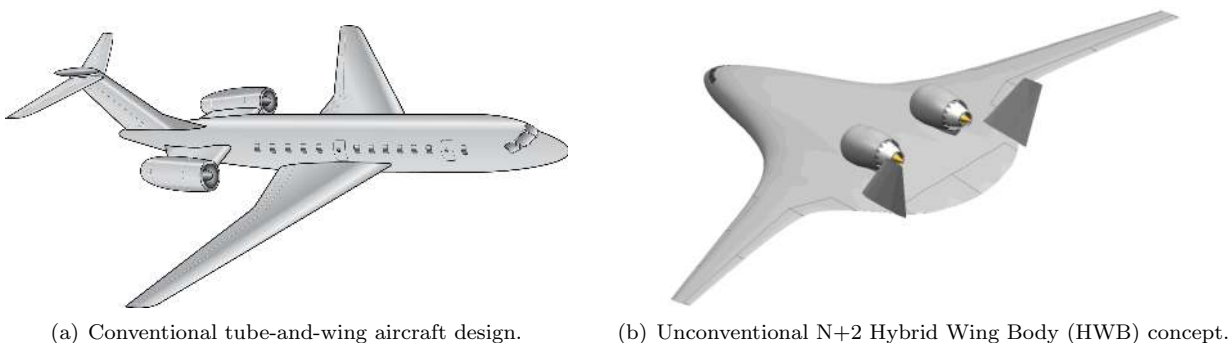 (a) Conventional tube-and-wing aircraft design.
(b) Unconventional N+2 Hybrid Wing Body (HWB) concept.